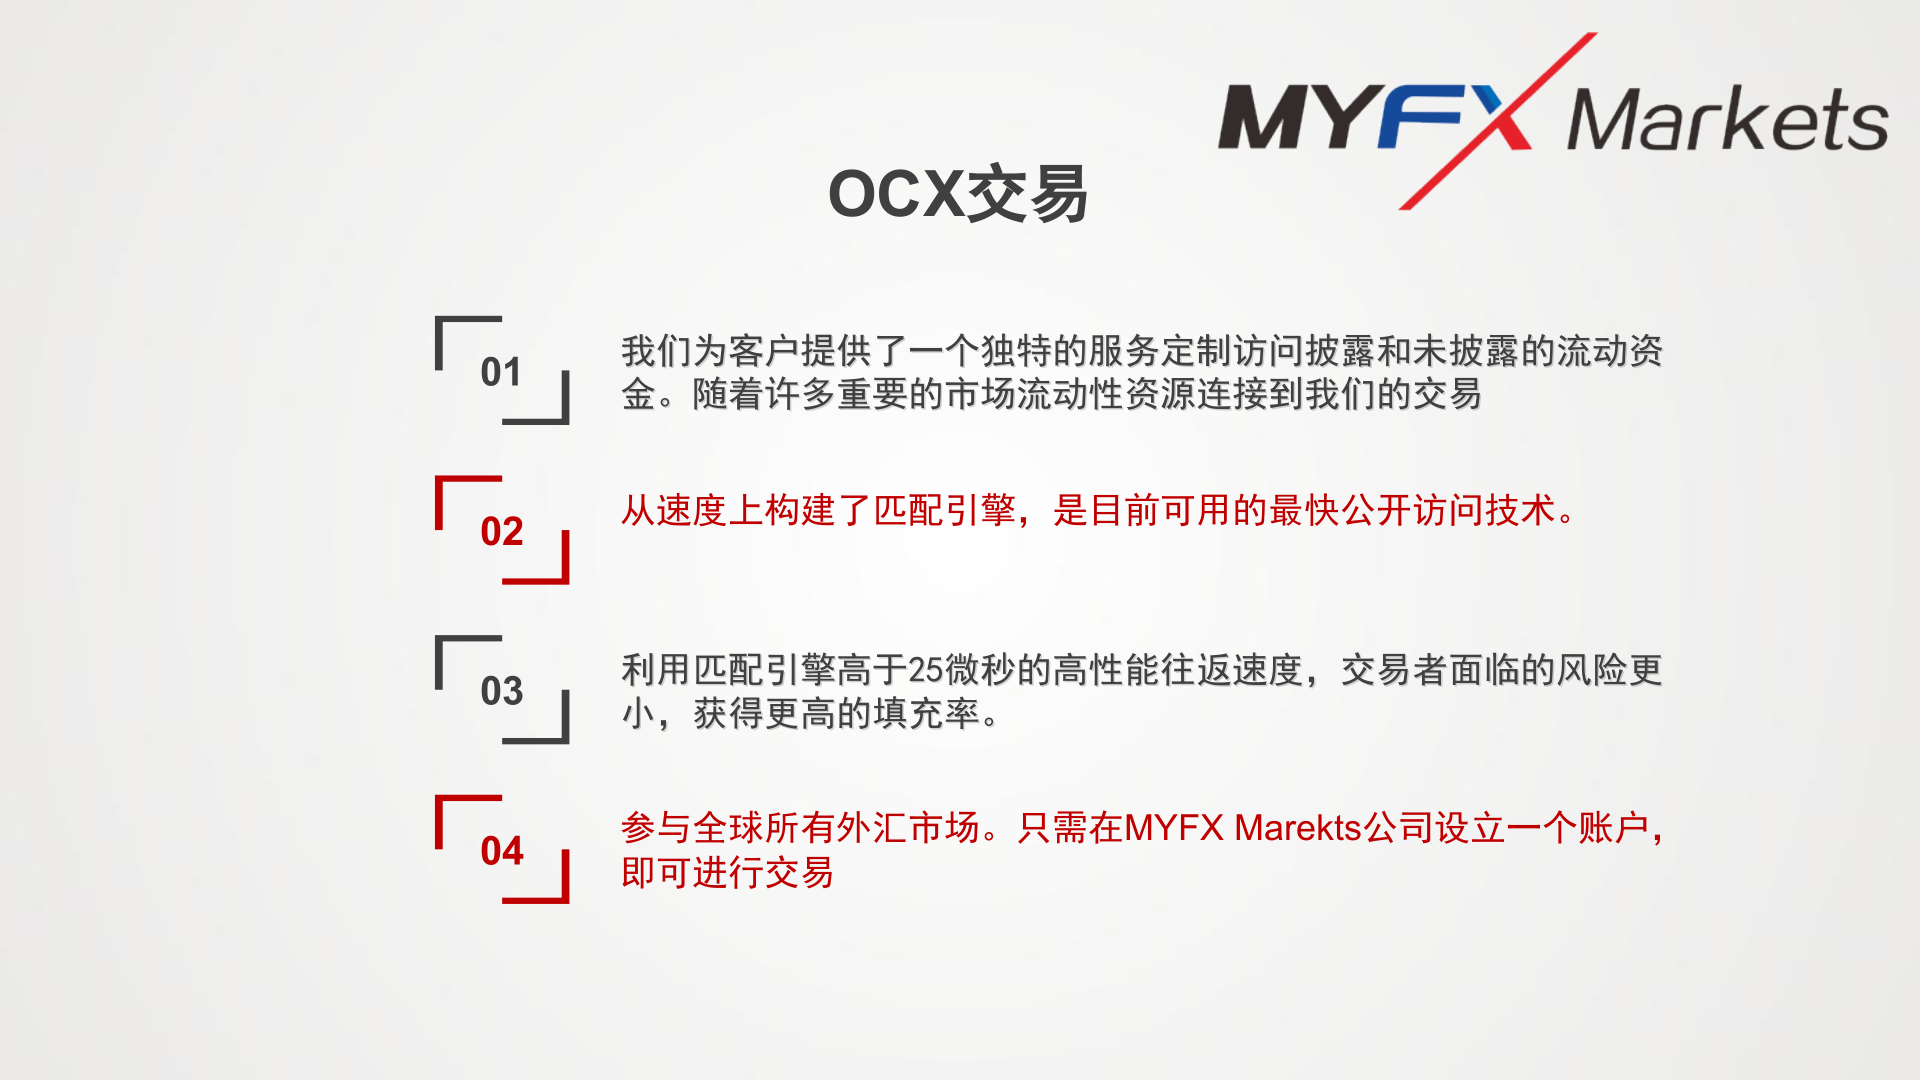 MYFX Markets
OCX交易
01
我们为客户提供了一个独特的服务定制访问披露和未披露的流动资
金。随着许多重要的市场流动性资源连接到我们的交易
02
从速度上构建了匹配引擎，是目前可用的最快公开访问技术。
03
利用匹配引擎高于25微秒的高性能往返速度，交易者面临的风险更
小，获得更高的填充率。
04
参与全球所有外汇市场。只需在MYFX Marekts公司设立一个账户，
即可进行交易